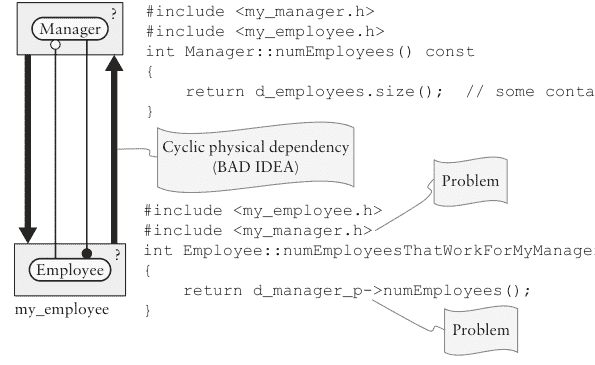 ?
Manager
#include <my_manager.h>
#include <my_employee.h>
int Manager::numEmployees() const
{
return d_employees.size(); // some conta
}
Cyclic physical dependency
(BAD IDEA)
Problem
#include <my_employee.h>
#include <my_manager.h>
int Employee::numEmployeesThatWorkForMyManager
{
return d_manager_p->numEmployees();
}
?
Employee
my_employee
Problem